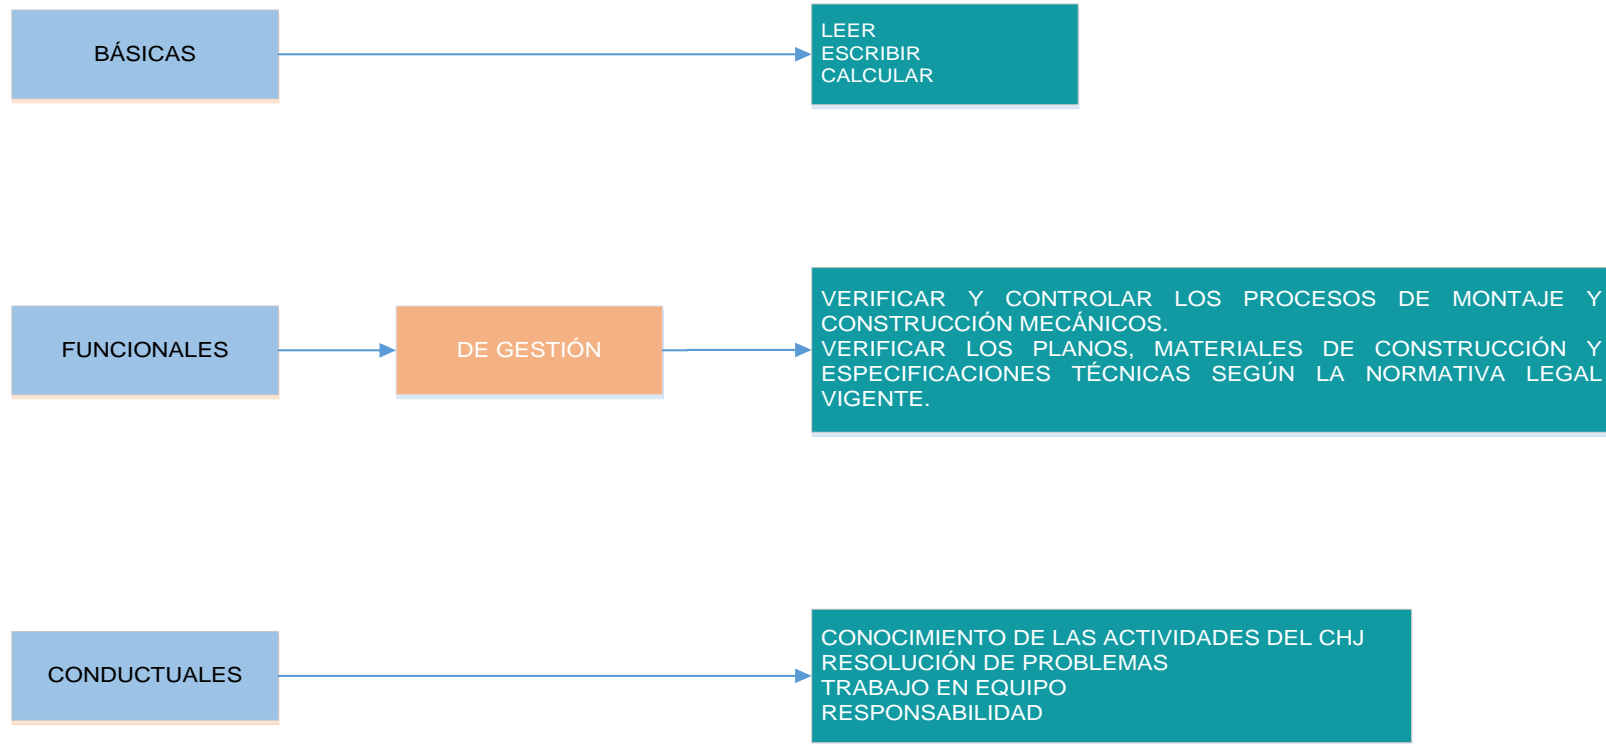 BÁSICAS
LEER
ESCRIBIR
CALCULAR
FUNCIONALES
DE GESTIÓN
VERIFICAR Y CONTROLAR LOS PROCESOS DE MONTAJE Y
CONSTRUCCIÓN MECÁNICOS.
VERIFICAR LOS PLANOS, MATERIALES DE CONSTRUCCIÓN Y
ESPECIFICACIONES TÉCNICAS SEGÚN LA NORMATIVA LEGAL
VIGENTE.
CONDUCTUALES
CONOCIMIENTO DE LAS ACTIVIDADES DEL CHJ
RESOLUCIÓN DE PROBLEMAS
TRABAJO EN EQUIPO
RESPONSABILIDAD